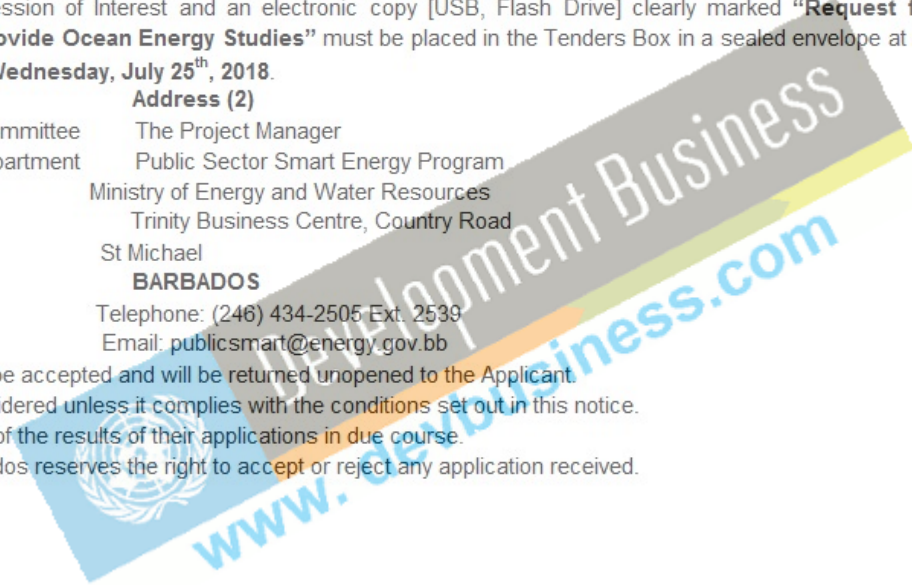 ession of Interest and an electronic copy [USB, Flash Drive] clearly marked “Request f
ovide Ocean Energy Studies” must be placed in the Tenders Box in a sealed envelope at
Wednesday, July 25th, 2018.
Address (2)
mmittee The Project Manager
partment Public Sector Smart Energy Program
Ministry of Energy and Water Resources
Trinity Business Centre, Country Road
St Michael
BARBADOS
Telephone: (246) 434-2505 Ext. 2539
Email: publicsmart@energy.gov.bb
be accepted and will be returned unopened to the Applicant.
idered unless it complies with the conditions set out in this notice.
of the results of their applications in due course.
dos reserves the right to accept or reject any application received.
Development Business
www.devbusiness.com